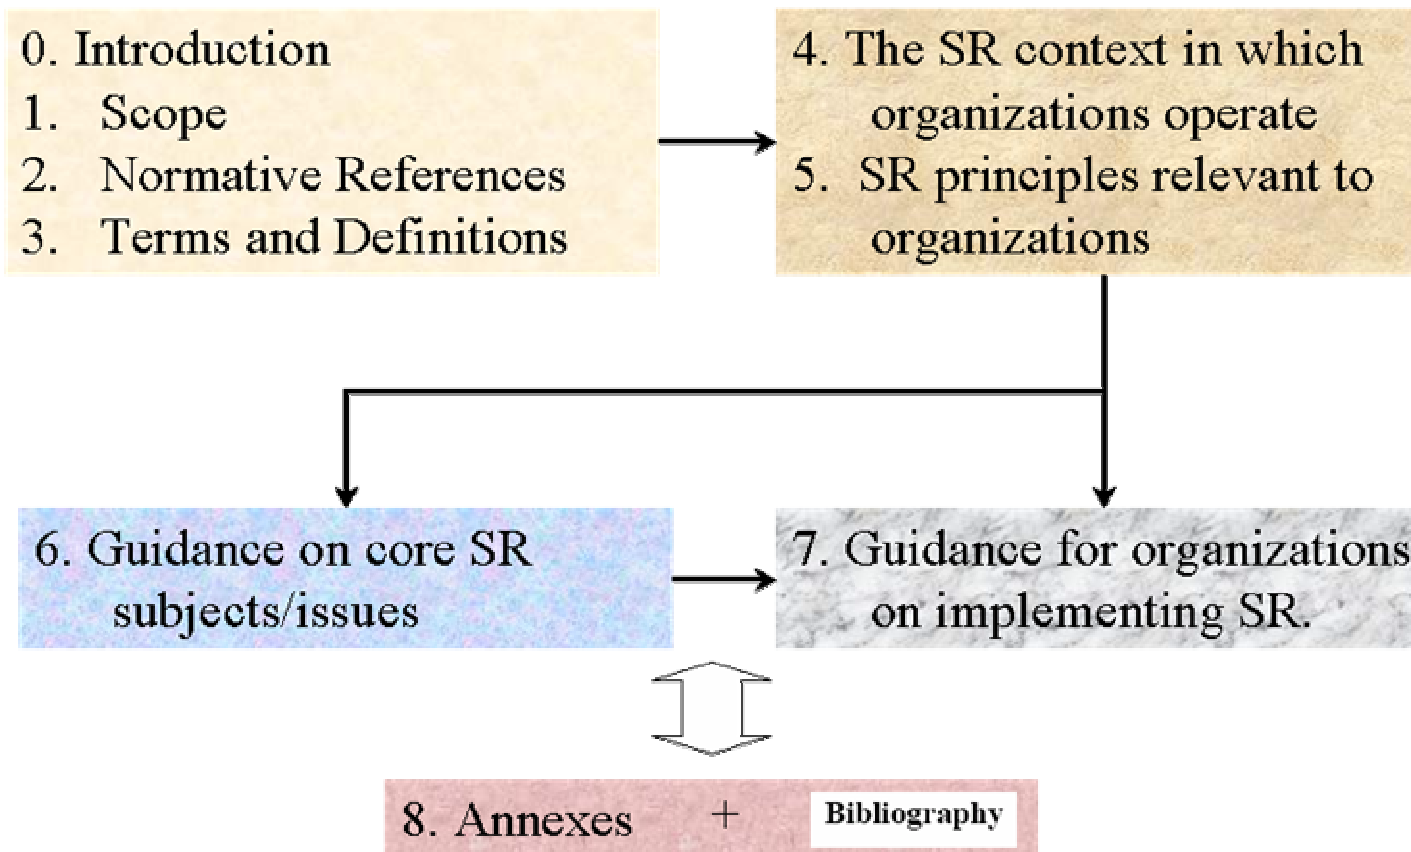 0. Introduction
1. Scope
2. Normative References
3. Terms and Definitions
4. The SR context in which
organizations operate
5. SR principles relevant to
organizations
6. Guidance on core SR
subjects/issues
7. Guidance for organizations
on implementing SR.
8. Annexes + Bibliography